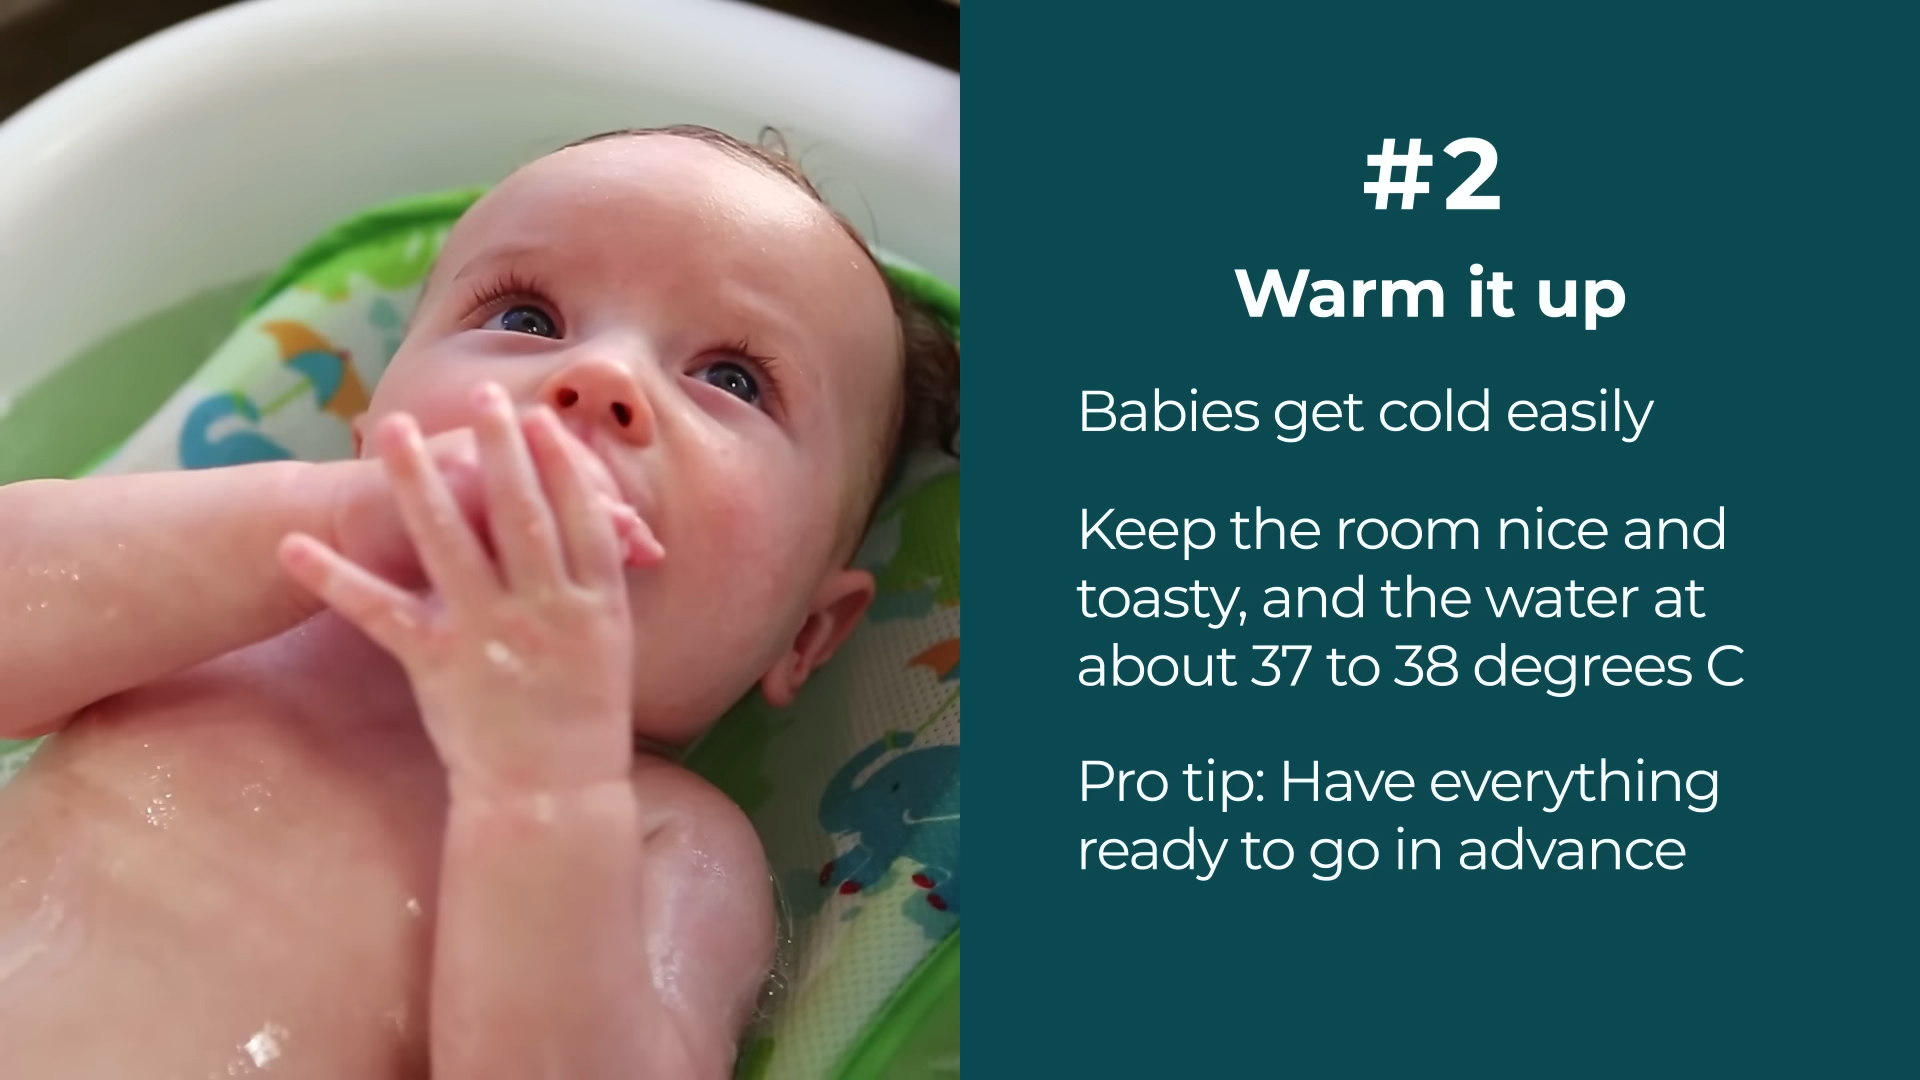 #2
Warm it up
Babies get cold easily
Keep the room nice and
toasty, and the water at
about 37 to 38 degrees C
Pro tip: Have everything
ready to go in advance